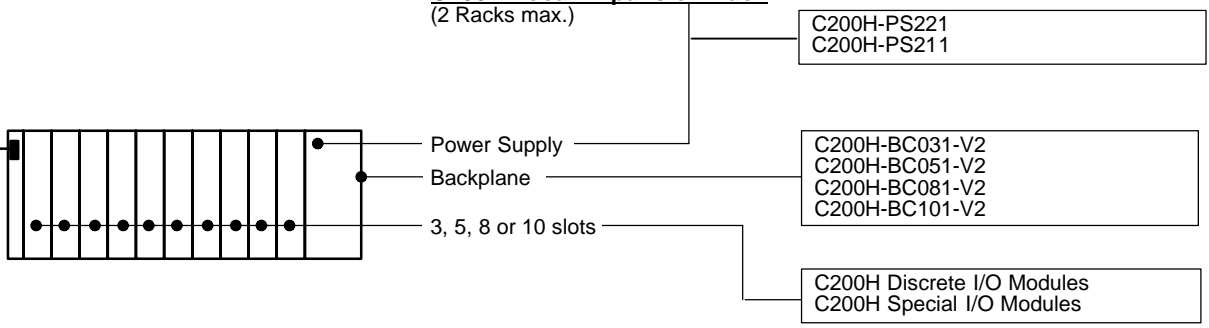 (2 Racks max.)
C200H-PS221
C200H-PS211
Power Supply
Backplane
3, 5, 8 or 10 slots
C200H-BC031-V2
C200H-BC051-V2
C200H-BC081-V2
C200H-BC101-V2
C200H Discrete I/O Modules
C200H Special I/O Modules